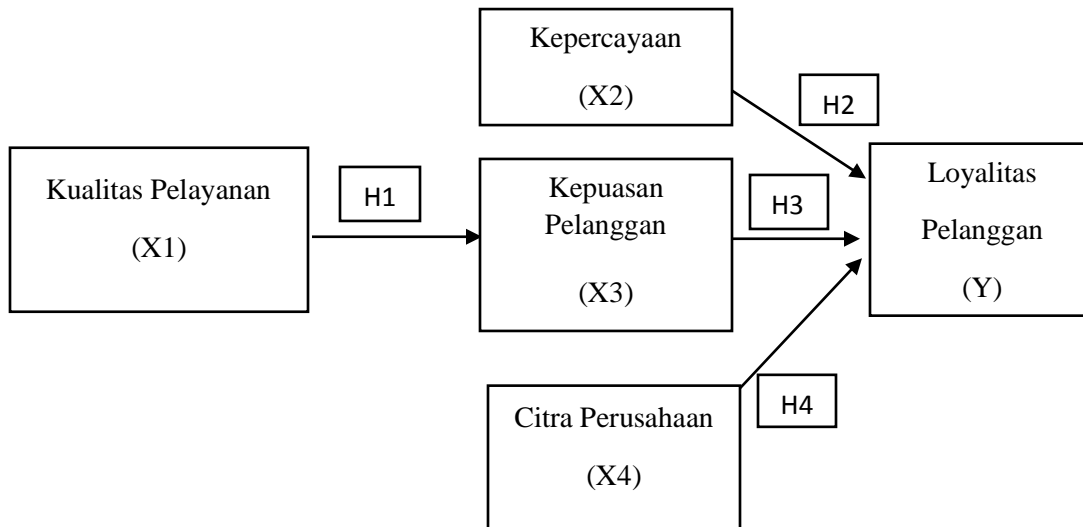 Kepercayaan
(X2)
H2
Kualitas Pelayanan
(X1)
H1
Kepuasan
Pelanggan
(X3)
H3
Loyalitas
Pelanggan
(Y)
Citra Perusahaan
(X4)
H4